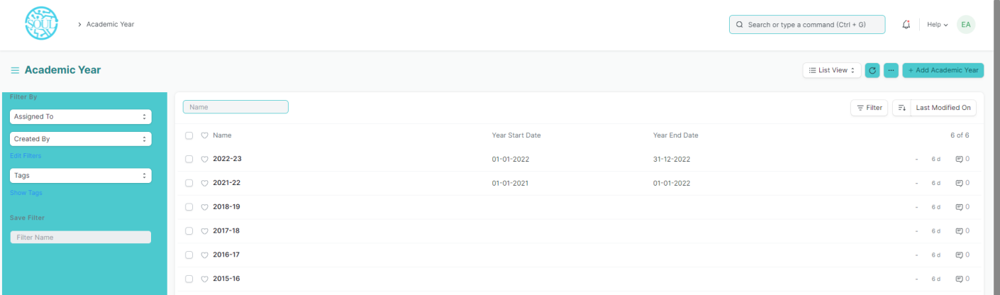 SOUL
Academic Year
Search or type a command (Ctrl + G)
Help
EA
Academic Year
List View
+ Add Academic Year
Filter By
Assigned To
Created By
Edit Filters
Tags
Show Tags
Save Filter
Filter Name
Name
Filter
Last Modified On
Name Year Start Date Year End Date 6 of 6
2022-23 01-01-2022 31-12-2022 - 6 d 0
2021-22 01-01-2021 01-01-2022 - 6 d 0
2018-19 - 6 d 0
2017-18 - 6 d 0
2016-17 - 6 d 0
2015-16 - 6 d 0